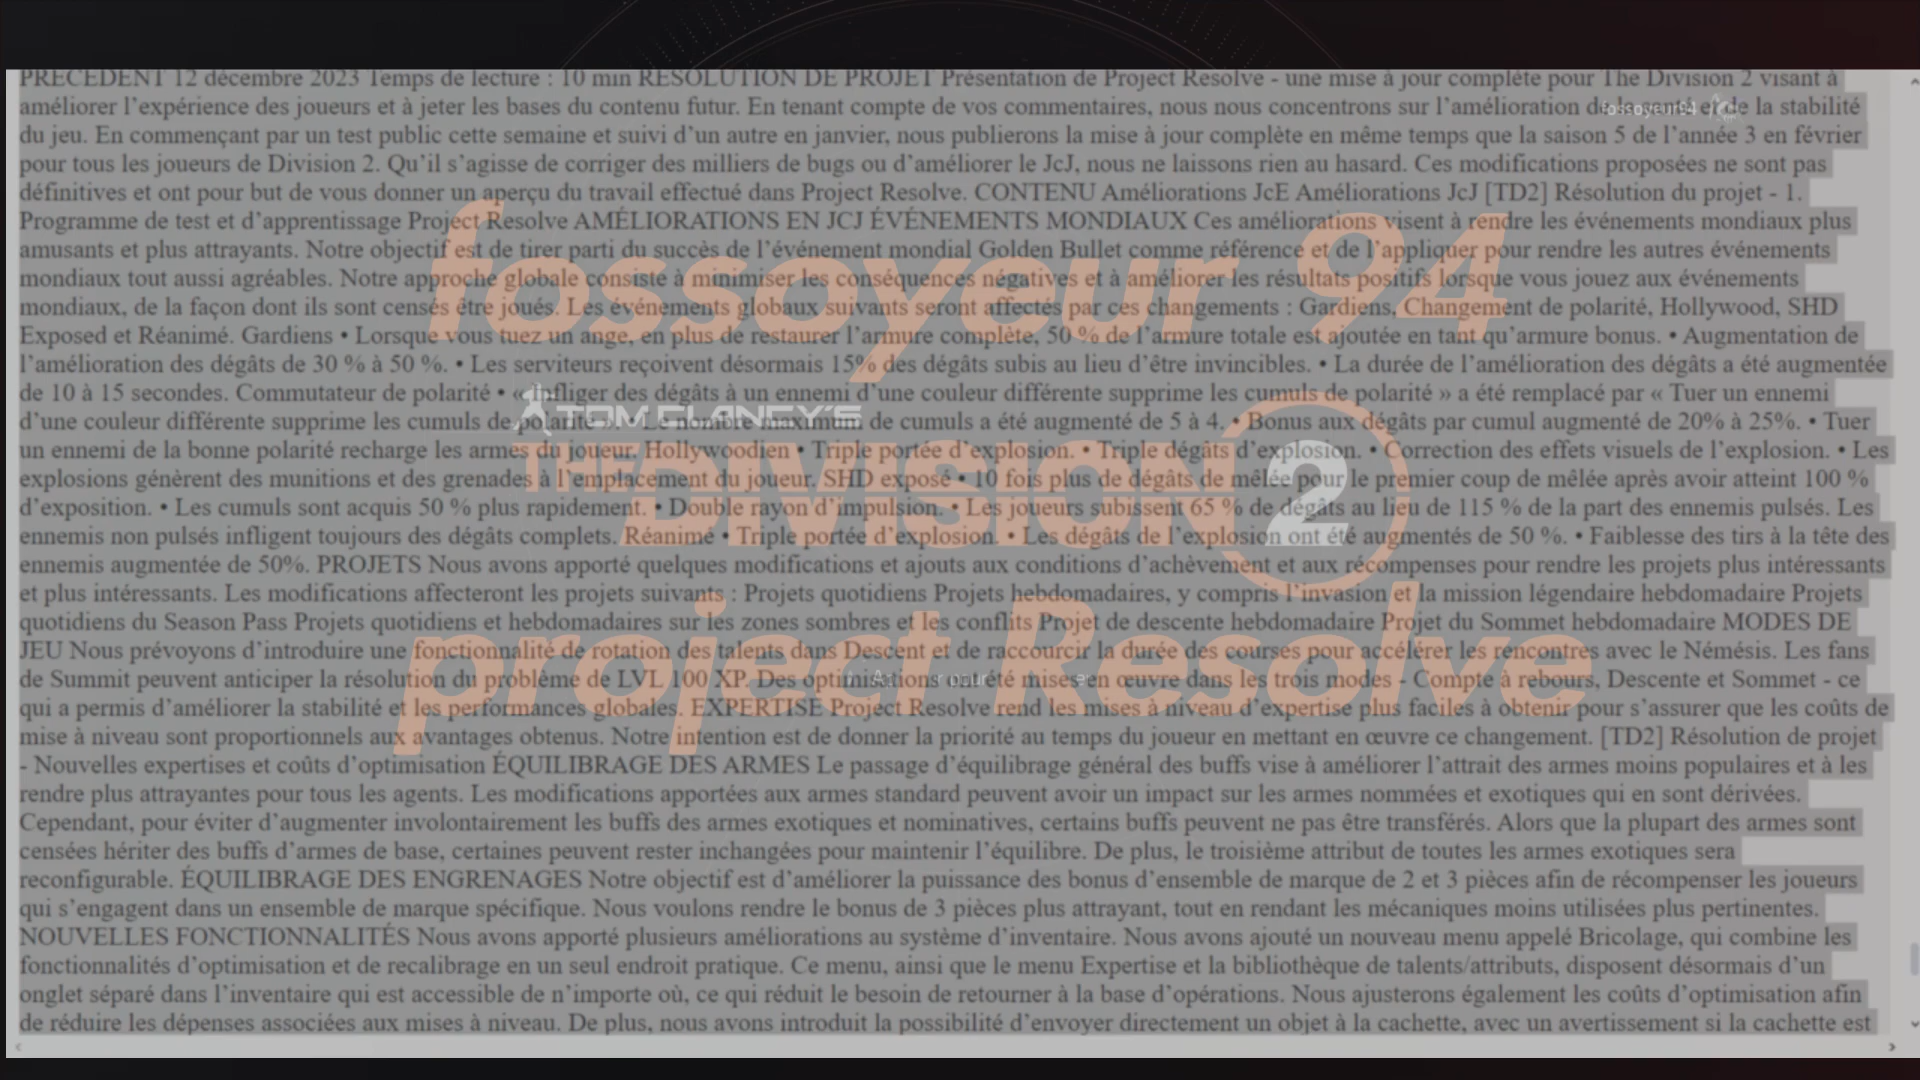 PRÉCÉDENT 12 décembre 2023 Temps de lecture : 10 min RÉSOLUTION DE PROJET Présentation de Project Resolve - une mise à jour complète pour The Division 2 visant à
améliorer l’expérience des joueurs et à jeter les bases du contenu futur. En tenant compte de vos commentaires, nous nous concentrons sur l’amélioration de la santé et de la stabilité
fossoyeur94
du jeu. En commençant par un test public cette semaine et suivi d’un autre en janvier, nous publierons la mise à jour complète en même temps que la saison 5 de l’année 3 en février
pour tous les joueurs de Division 2. Qu’il s’agisse de corriger des milliers de bugs ou d’améliorer le JcJ, nous ne laissons rien au hasard. Ces modifications proposées ne sont pas
définitives et ont pour but de vous donner un aperçu du travail effectué dans Project Resolve. CONTENU Améliorations JcE Améliorations JcJ [TD2] Résolution du projet - 1.
Programme de test et d’apprentissage Project Resolve AMÉLIORATIONS EN JCJ ÉVÉNEMENTS MONDIAUX Ces améliorations visent à rendre les événements mondiaux plus
amusants et plus attrayants. Notre objectif est de tirer parti du succès de l’événement mondial Golden Bullet comme référence et de l’appliquer pour rendre les autres événements
mondiaux tout aussi agréables. Notre approche globale consiste à minimiser les conséquences négatives et à améliorer les résultats positifs lorsque vous jouez aux événements
fossoyeur 94
mondiaux, de la façon dont ils sont censés être joués. Les événements globaux suivants seront affectés par ces changements : Gardiens, Changement de polarité, Hollywood, SHD
Exposed et Réanimé. Gardiens • Lorsque vous tuez un ange, en plus de restaurer l’armure complète, 50 % de l’armure totale est ajoutée en tant qu’armure bonus. • Augmentation de
l’amélioration des dégâts de 30 % à 50 %. • Les serviteurs reçoivent désormais 15% des dégâts subis au lieu d’être invincibles. • La durée de l’amélioration des dégâts a été augmentée
de 10 à 15 secondes. Commutateur de polarité • « Infliger des dégâts à un ennemi d’une couleur différente supprime les cumuls de polarité » a été remplacé par « Tuer un ennemi
TOM CLANCY'S
d’une couleur différente supprime les cumuls de polarité ». • Le nombre maximum de cumuls a été augmenté de 5 à 4. • Bonus aux dégâts par cumul augmenté de 20% à 25%. • Tuer
un ennemi de la bonne polarité recharge les armes du joueur. Hollywoodien • Triple portée d’explosion. • Triple dégâts d’explosion. • Correction des effets visuels de l’explosion. • Les
THE DIVISION 2
explosions génèrent des munitions et des grenades à l’emplacement du joueur. SHD exposé • 10 fois plus de dégâts de mêlée pour le premier coup de mêlée après avoir atteint 100 %
d’exposition. • Les cumuls sont acquis 50 % plus rapidement. • Double rayon d’impulsion. • Les joueurs subissent 65 % de dégâts au lieu de 115 % de la part des ennemis pulsés. Les
ennemis non pulsés infligent toujours des dégâts complets. Réanimé • Triple portée d’explosion. • Les dégâts de l’explosion ont été augmentés de 50 %. • Faiblesse des tirs à la tête des
ennemis augmentée de 50%. PROJETS Nous avons apporté quelques modifications et ajouts aux conditions d’achèvement et aux récompenses pour rendre les projets plus intéressants
et plus intéressants. Les modifications affecteront les projets suivants : Projets quotidiens Projets hebdomadaires, y compris l’invasion et la mission légendaire hebdomadaire Projets
quotidiens du Season Pass Projets quotidiens et hebdomadaires sur les zones sombres et les conflits Projet de descente hebdomadaire Projet du Sommet hebdomadaire MODES DE
JEU Nous prévoyons d’introduire une fonctionnalité de rotation des talents dans Descent et de raccourcir la durée des courses pour accélérer les rencontres avec le Némésis. Les fans
project Resolve
de Summit peuvent anticiper la résolution du problème de LVL 100 XP. Des optimisations ont été mises en œuvre dans les trois modes - Compte à rebours, Descente et Sommet - ce
qui a permis d’améliorer la stabilité et les performances globales. EXPERTISE Project Resolve rend les mises à niveau d’expertise plus faciles à obtenir pour s’assurer que les coûts de
mise à niveau sont proportionnels aux avantages obtenus. Notre intention est de donner la priorité au temps du joueur en mettant en œuvre ce changement. [TD2] Résolution de projet
- Nouvelles expertises et coûts d’optimisation ÉQUILIBRAGE DES ARMES Le passage d’équilibrage général des buffs vise à améliorer l’attrait des armes moins populaires et à les
rendre plus attrayantes pour tous les agents. Les modifications apportées aux armes standard peuvent avoir un impact sur les armes nommées et exotiques qui en sont dérivées.
Cependant, pour éviter d’augmenter involontairement les buffs des armes exotiques et nominatives, certains buffs peuvent ne pas être transférés. Alors que la plupart des armes sont
censées hériter des buffs d’armes de base, certaines peuvent rester inchangées pour maintenir l’équilibre. De plus, le troisième attribut de toutes les armes exotiques sera
reconfigurable. ÉQUILIBRAGE DES ENGRENAGES Notre objectif est d’améliorer la puissance des bonus d’ensemble de marque de 2 et 3 pièces afin de récompenser les joueurs
qui s’engagent dans un ensemble de marque spécifique. Nous voulons rendre le bonus de 3 pièces plus attrayant, tout en rendant les mécaniques moins utilisées plus pertinentes.
NOUVELLES FONCTIONNALITÉS Nous avons apporté plusieurs améliorations au système d’inventaire. Nous avons ajouté un nouveau menu appelé Bricolage, qui combine les
fonctionnalités d’optimisation et de recalibrage en un seul endroit pratique. Ce menu, ainsi que le menu Expertise et la bibliothèque de talents/attributs, disposent désormais d’un
onglet séparé dans l’inventaire qui est accessible de n’importe où, ce qui réduit le besoin de retourner à la base d’opérations. Nous ajusterons également les coûts d’optimisation afin
de réduire les dépenses associées aux mises à niveau. De plus, nous avons introduit la possibilité d’envoyer directement un objet à la cachette, avec un avertissement si la cachette est